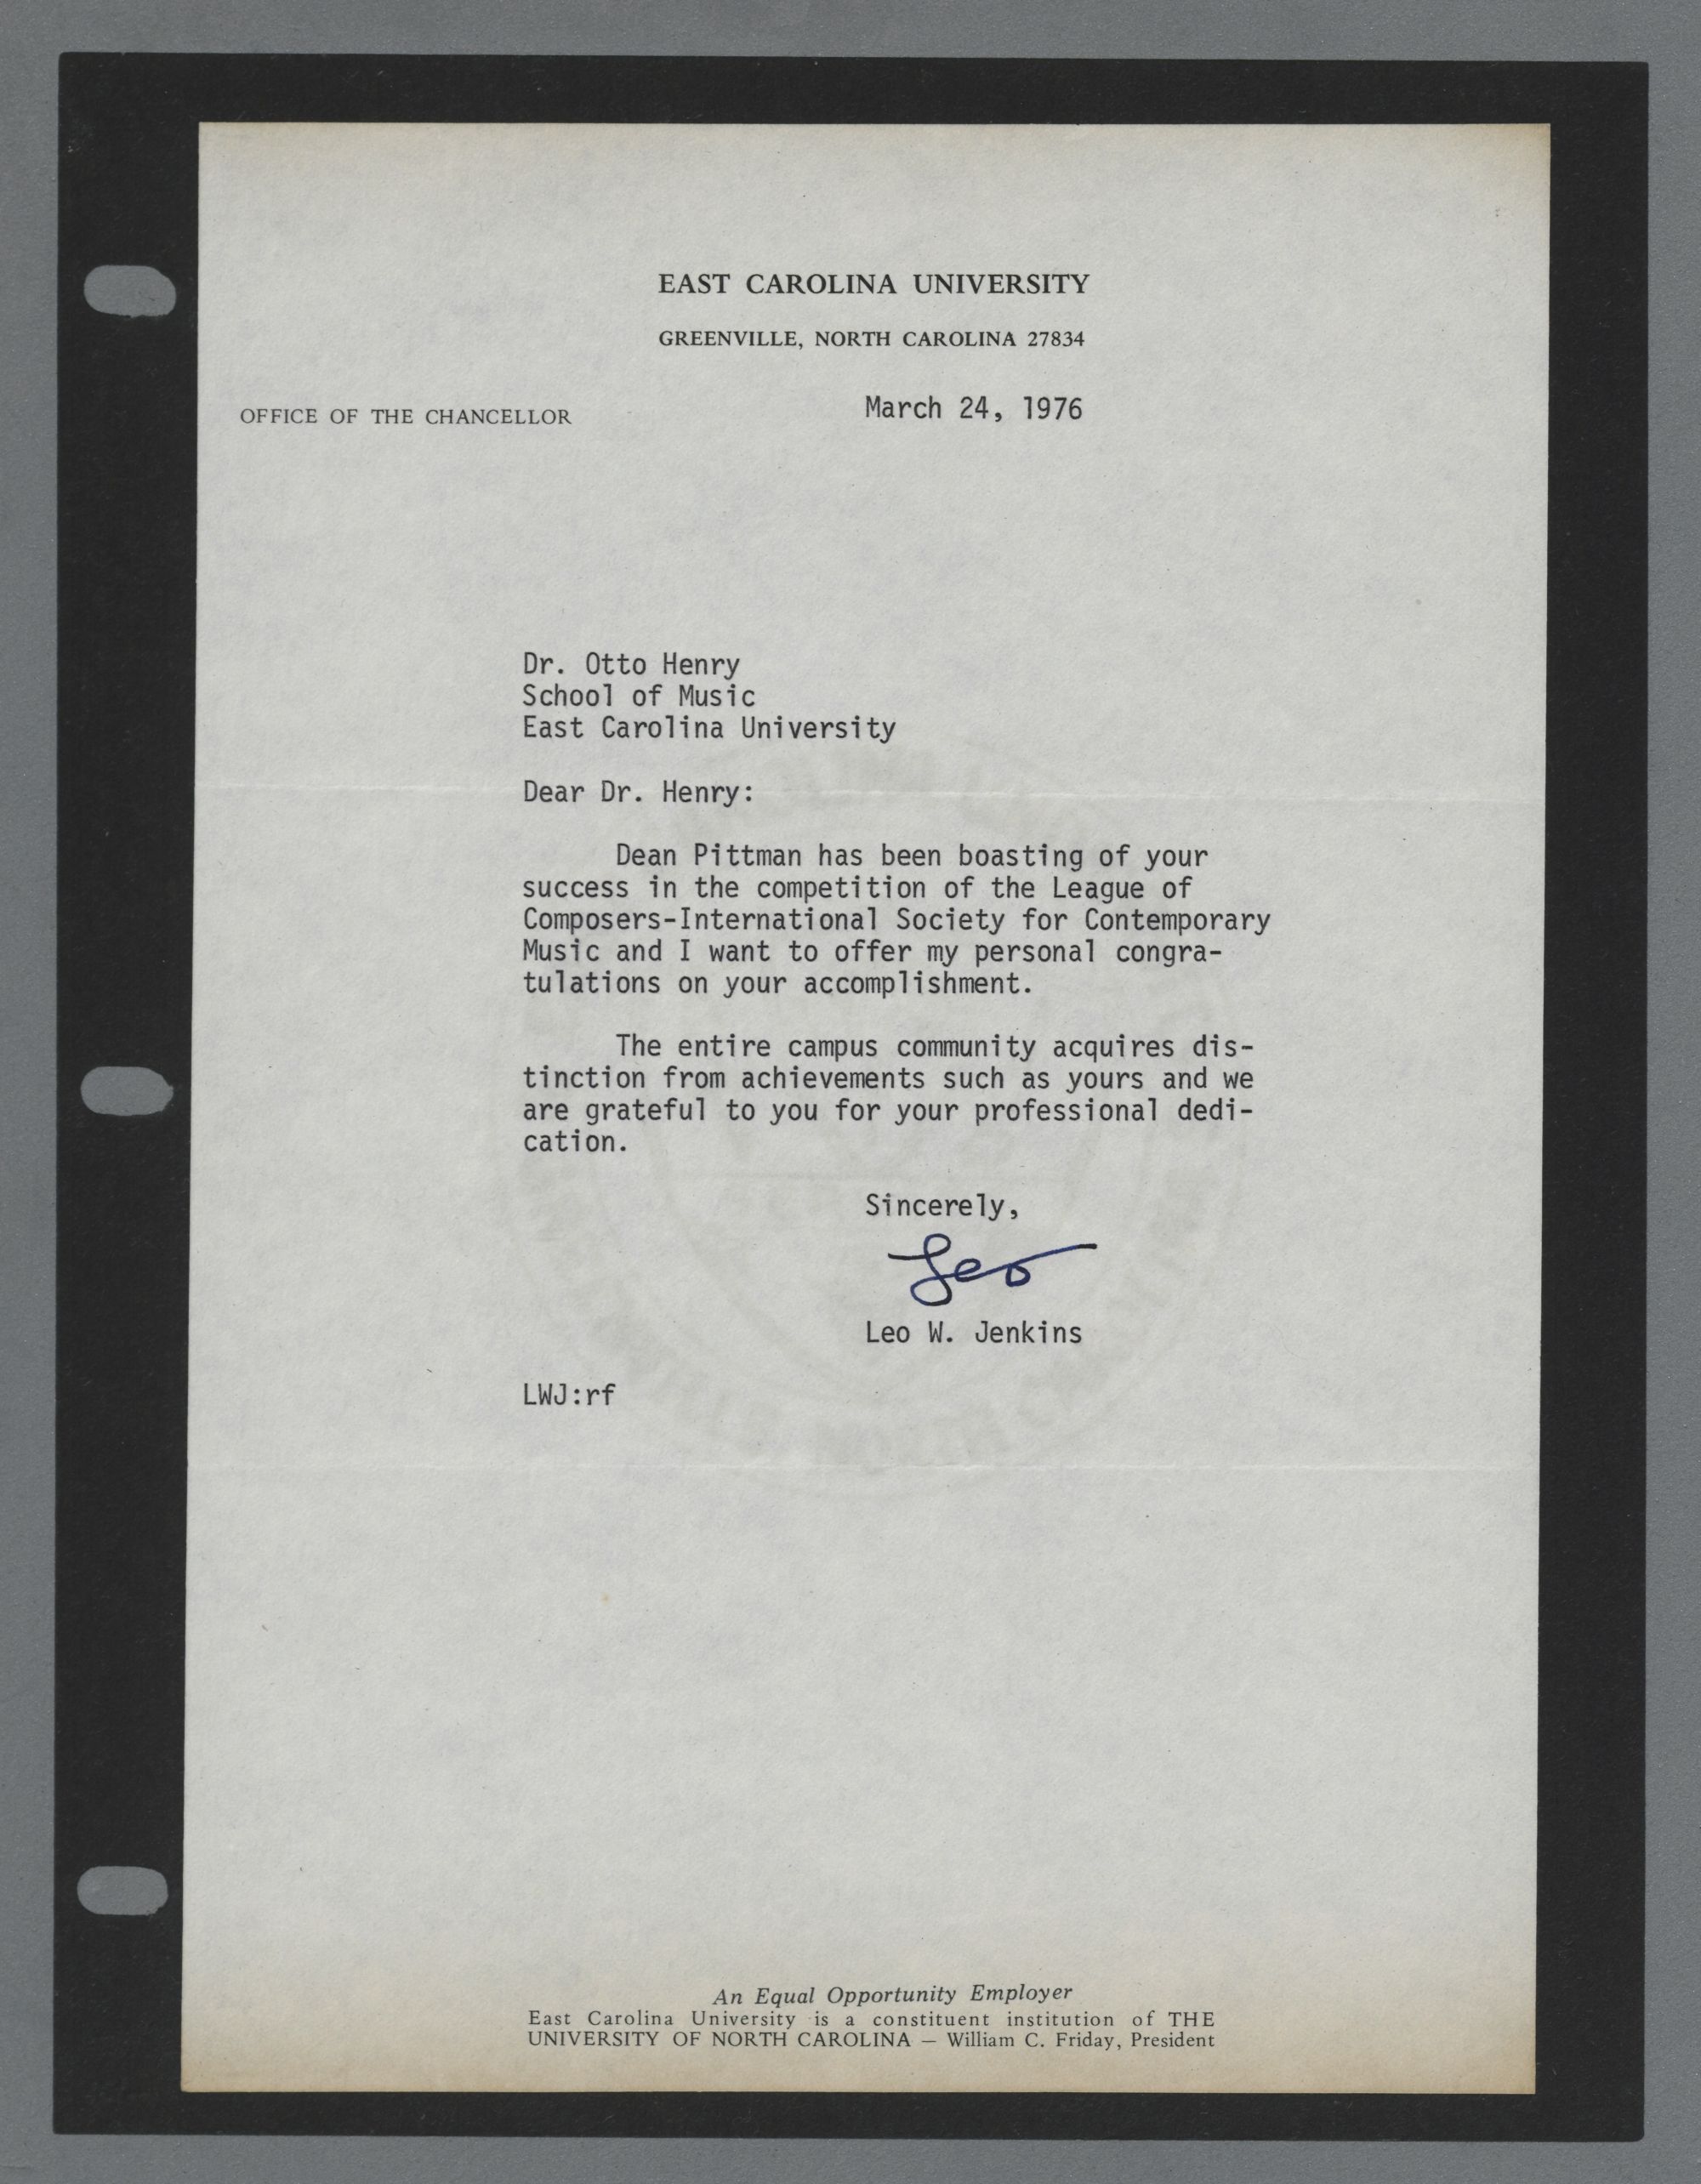 EAST CAROLINA UNIVERSITY
GREENVILLE, NORTH CAROLINA 27834
OFFICE OF THE CHANCELLOR
March 24, 1976
Dr. Otto Henry
School of Music
East Carolina University
Dear Dr. Henry:
Dean Pittman has been boasting of your
success in the competition of the League of
Composers-International Society for Contemporary
Music and I want to offer my personal congra-
tulations on your accomplishment.
The entire campus community acquires dis-
tinction from achievements such as yours and we
are grateful to you for your professional dedi-
cation.
Sincerely,
Leo
Leo W. Jenkins
LWJ:rf
An Equal Opportunity Employer
East Carolina University is a constituent institution of THE
UNIVERSITY OF NORTH CAROLINA — William C. Friday, President